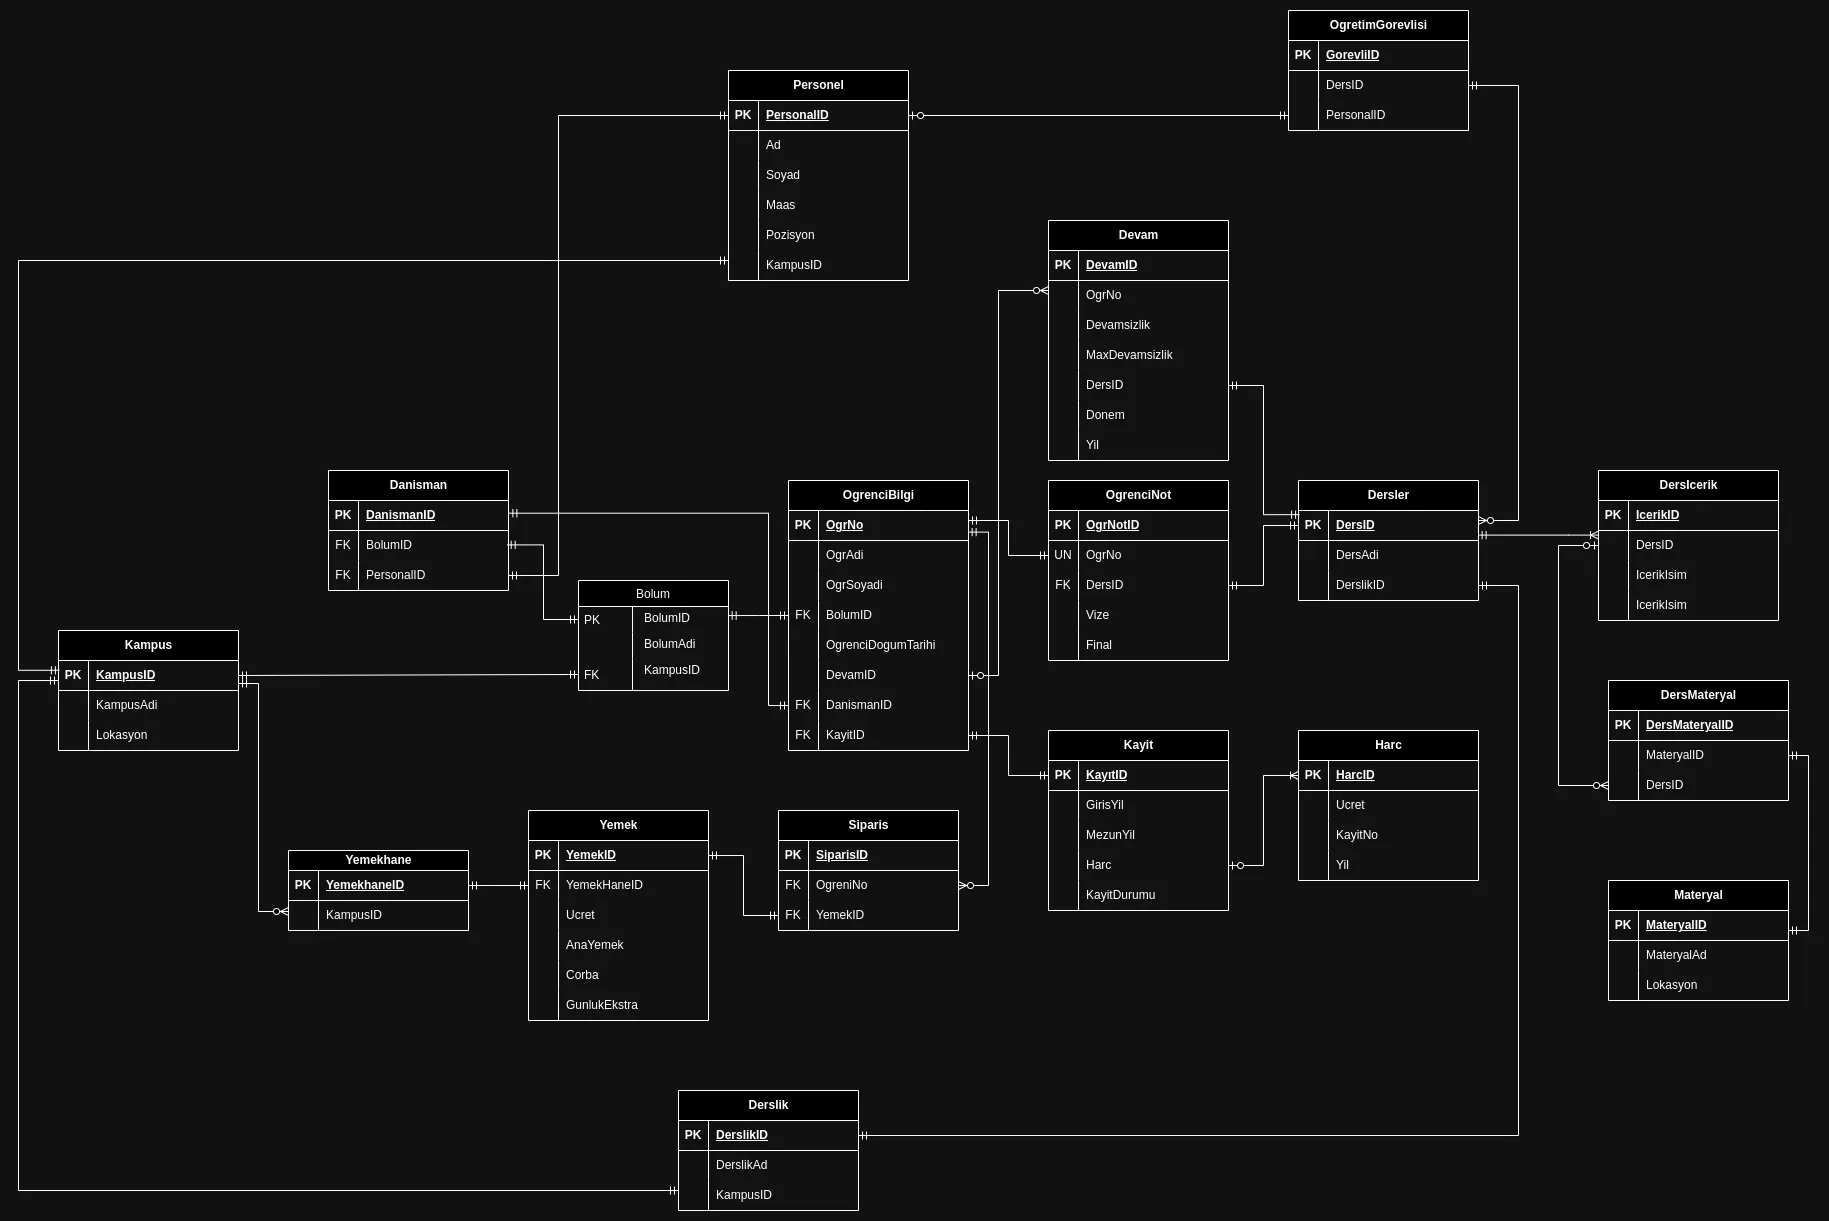 OgretimGorevlisi
PK GorevliID
DersID
PersonalID
Personel
PK PersonalID
Ad
Soyad
Maas
Pozisyon
KampusID
Devam
PK DevamID
OgrNo
Devamsizlik
MaxDevamsizlik
DersID
Donem
Yil
Danisman
PK DanismanID
FK BolumID
FK PersonalID
Bolum
PK BolumID
BolumAdi
FK KampusID
OgrenciBilgi
PK OgrNo
OgrAdi
OgrSoyadi
FK BolumID
OgrenciDogumTarihi
DevamID
FK DanismanID
FK KayitID
OgrenciNot
PK OgrNotID
UN OgrNo
FK DersID
Vize
Final
Dersler
PK DersID
DersAdi
DerslikID
DersIcerik
PK IcerikID
DersID
IcerikIsim
IcerikIsim
Kampus
PK KampusID
KampusAdi
Lokasyon
DersMateryal
PK DersMateryalID
MateryalID
DersID
Kayit
PK KayıtID
GirisYil
MezunYil
Harc
KayitDurumu
Harc
PK HarcID
Ucret
KayitNo
Yil
Yemekhane
PK YemekhaneID
KampusID
Yemek
PK YemekID
FK YemekHaneID
Ucret
AnaYemek
Corba
GunlukEkstra
Siparis
PK SiparisID
FK OgreniNo
FK YemekID
Materyal
PK MateryalID
MateryalAd
Lokasyon
Derslik
PK DerslikID
DerslikAd
KampusID